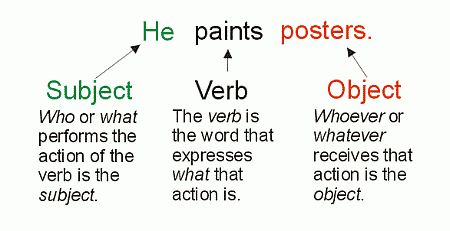 He paints posters.
Subject
Who or what
performs the
action of the
verb is the
subject.
Verb
The verb is
the word that
expresses
what that
action is.
Object
Whoever or
whatever
receives that
action is the
object.